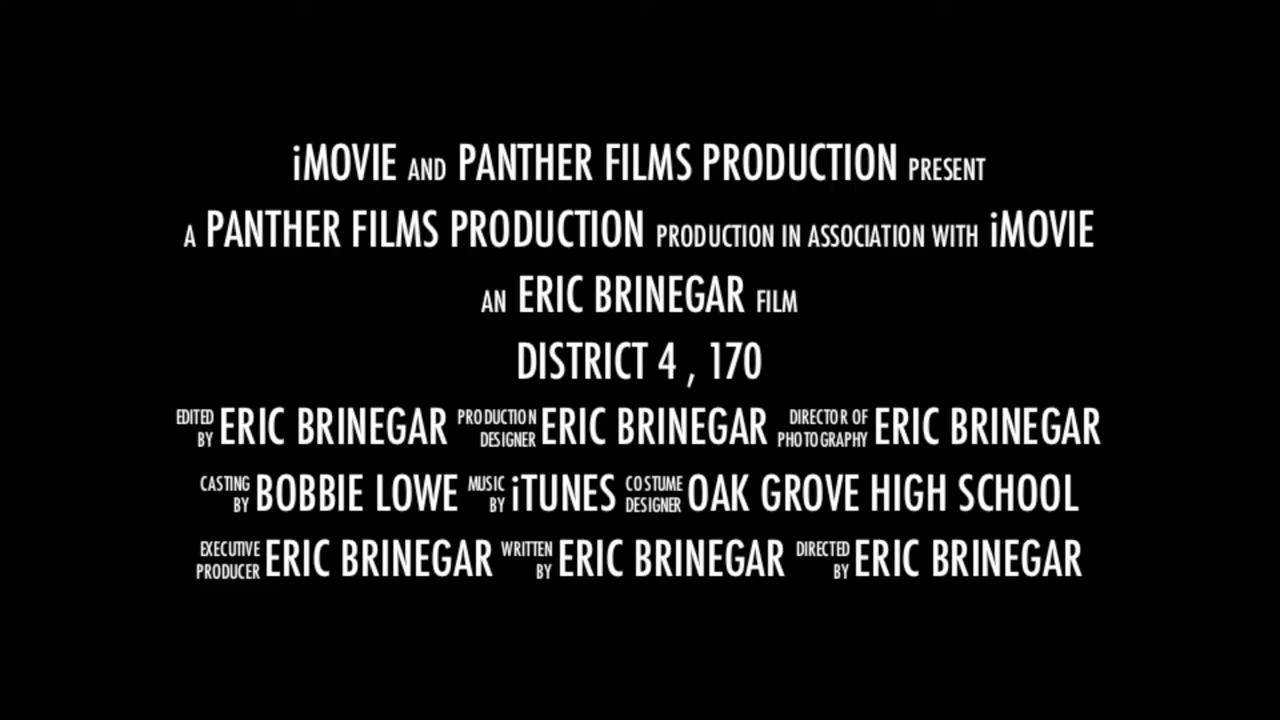 iMOVIE AND PANTHER FILMS PRODUCTION PRESENT
A PANTHER FILMS PRODUCTION PRODUCTION IN ASSOCIATION WITH iMOVIE
AN ERIC BRINEGAR FILM
DISTRICT 4 , 170
EDITED BY ERIC BRINEGAR PRODUCTION DESIGNER ERIC BRINEGAR DIRECTOR OF PHOTOGRAPHY ERIC BRINEGAR
CASTING BY BOBBIE LOWE MUSIC BY iTUNES COSTUME DESIGNER OAK GROVE HIGH SCHOOL
EXECUTIVE PRODUCER ERIC BRINEGAR WRITTEN BY ERIC BRINEGAR DIRECTED BY ERIC BRINEGAR